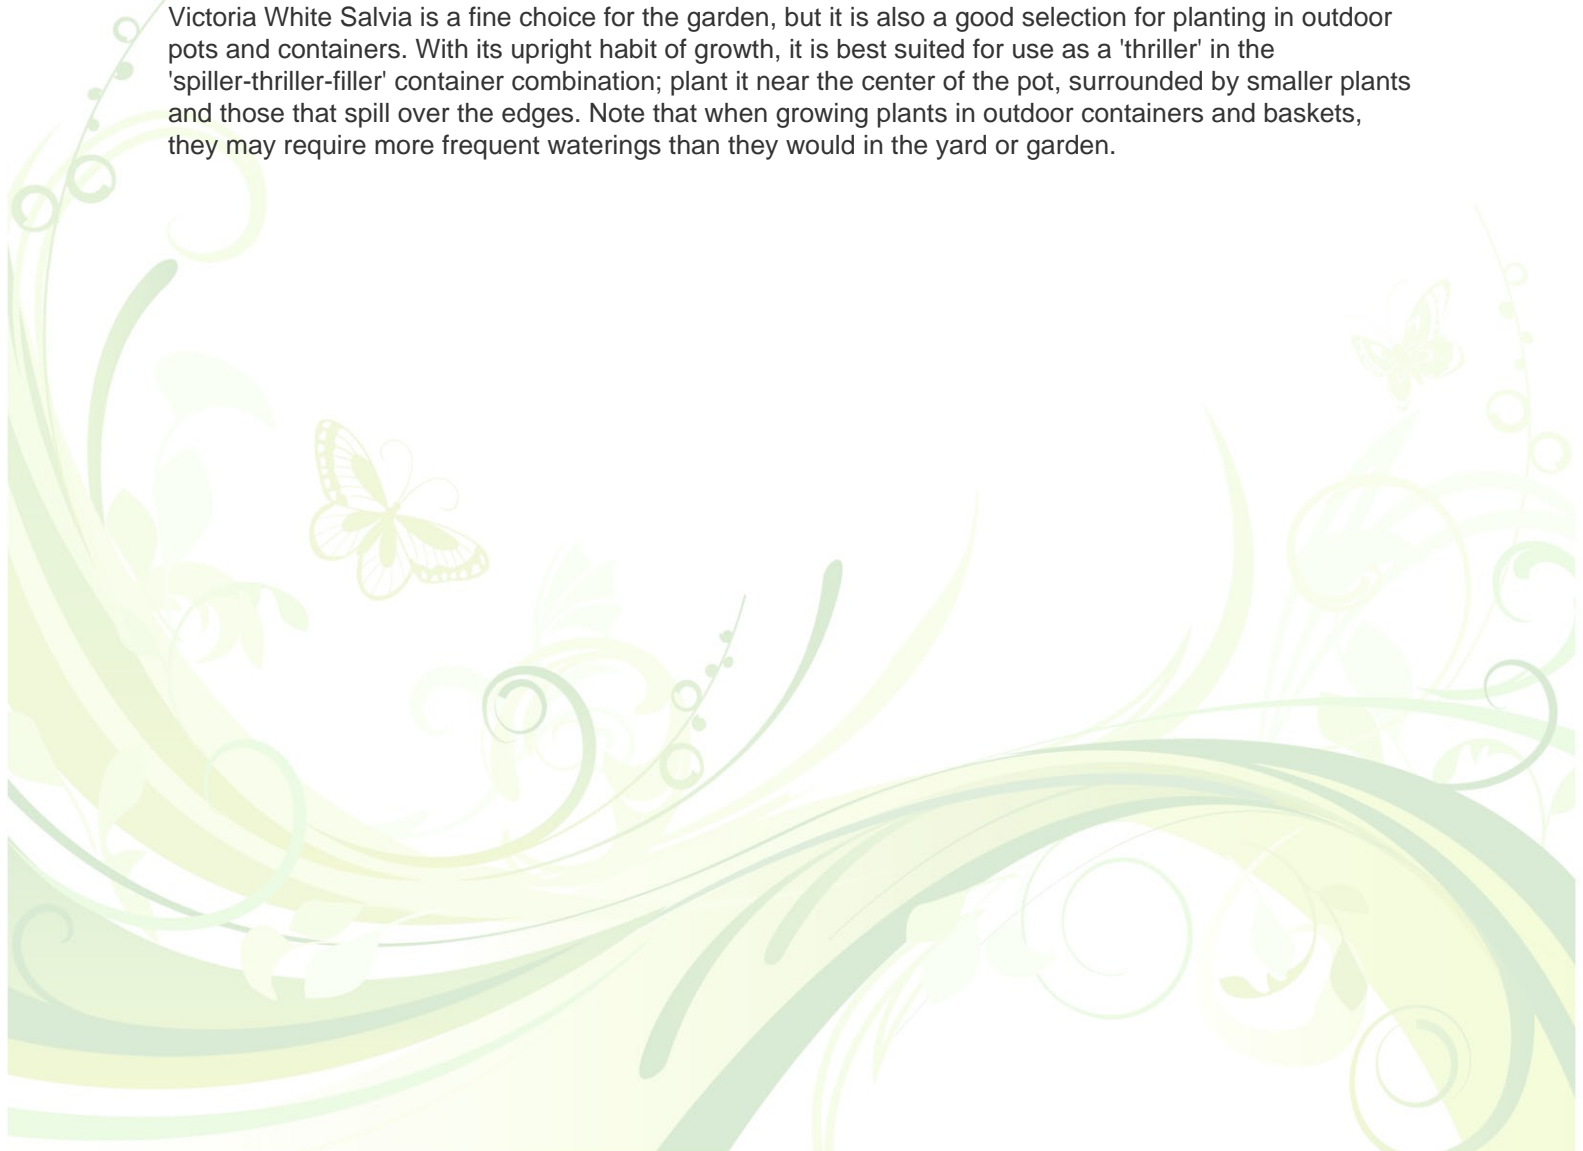 Victoria White Salvia is a fine choice for the garden, but it is also a good selection for planting in outdoor
pots and containers. With its upright habit of growth, it is best suited for use as a 'thriller' in the
'spiller-thriller-filler' container combination; plant it near the center of the pot, surrounded by smaller plants
and those that spill over the edges. Note that when growing plants in outdoor containers and baskets,
they may require more frequent waterings than they would in the yard or garden.